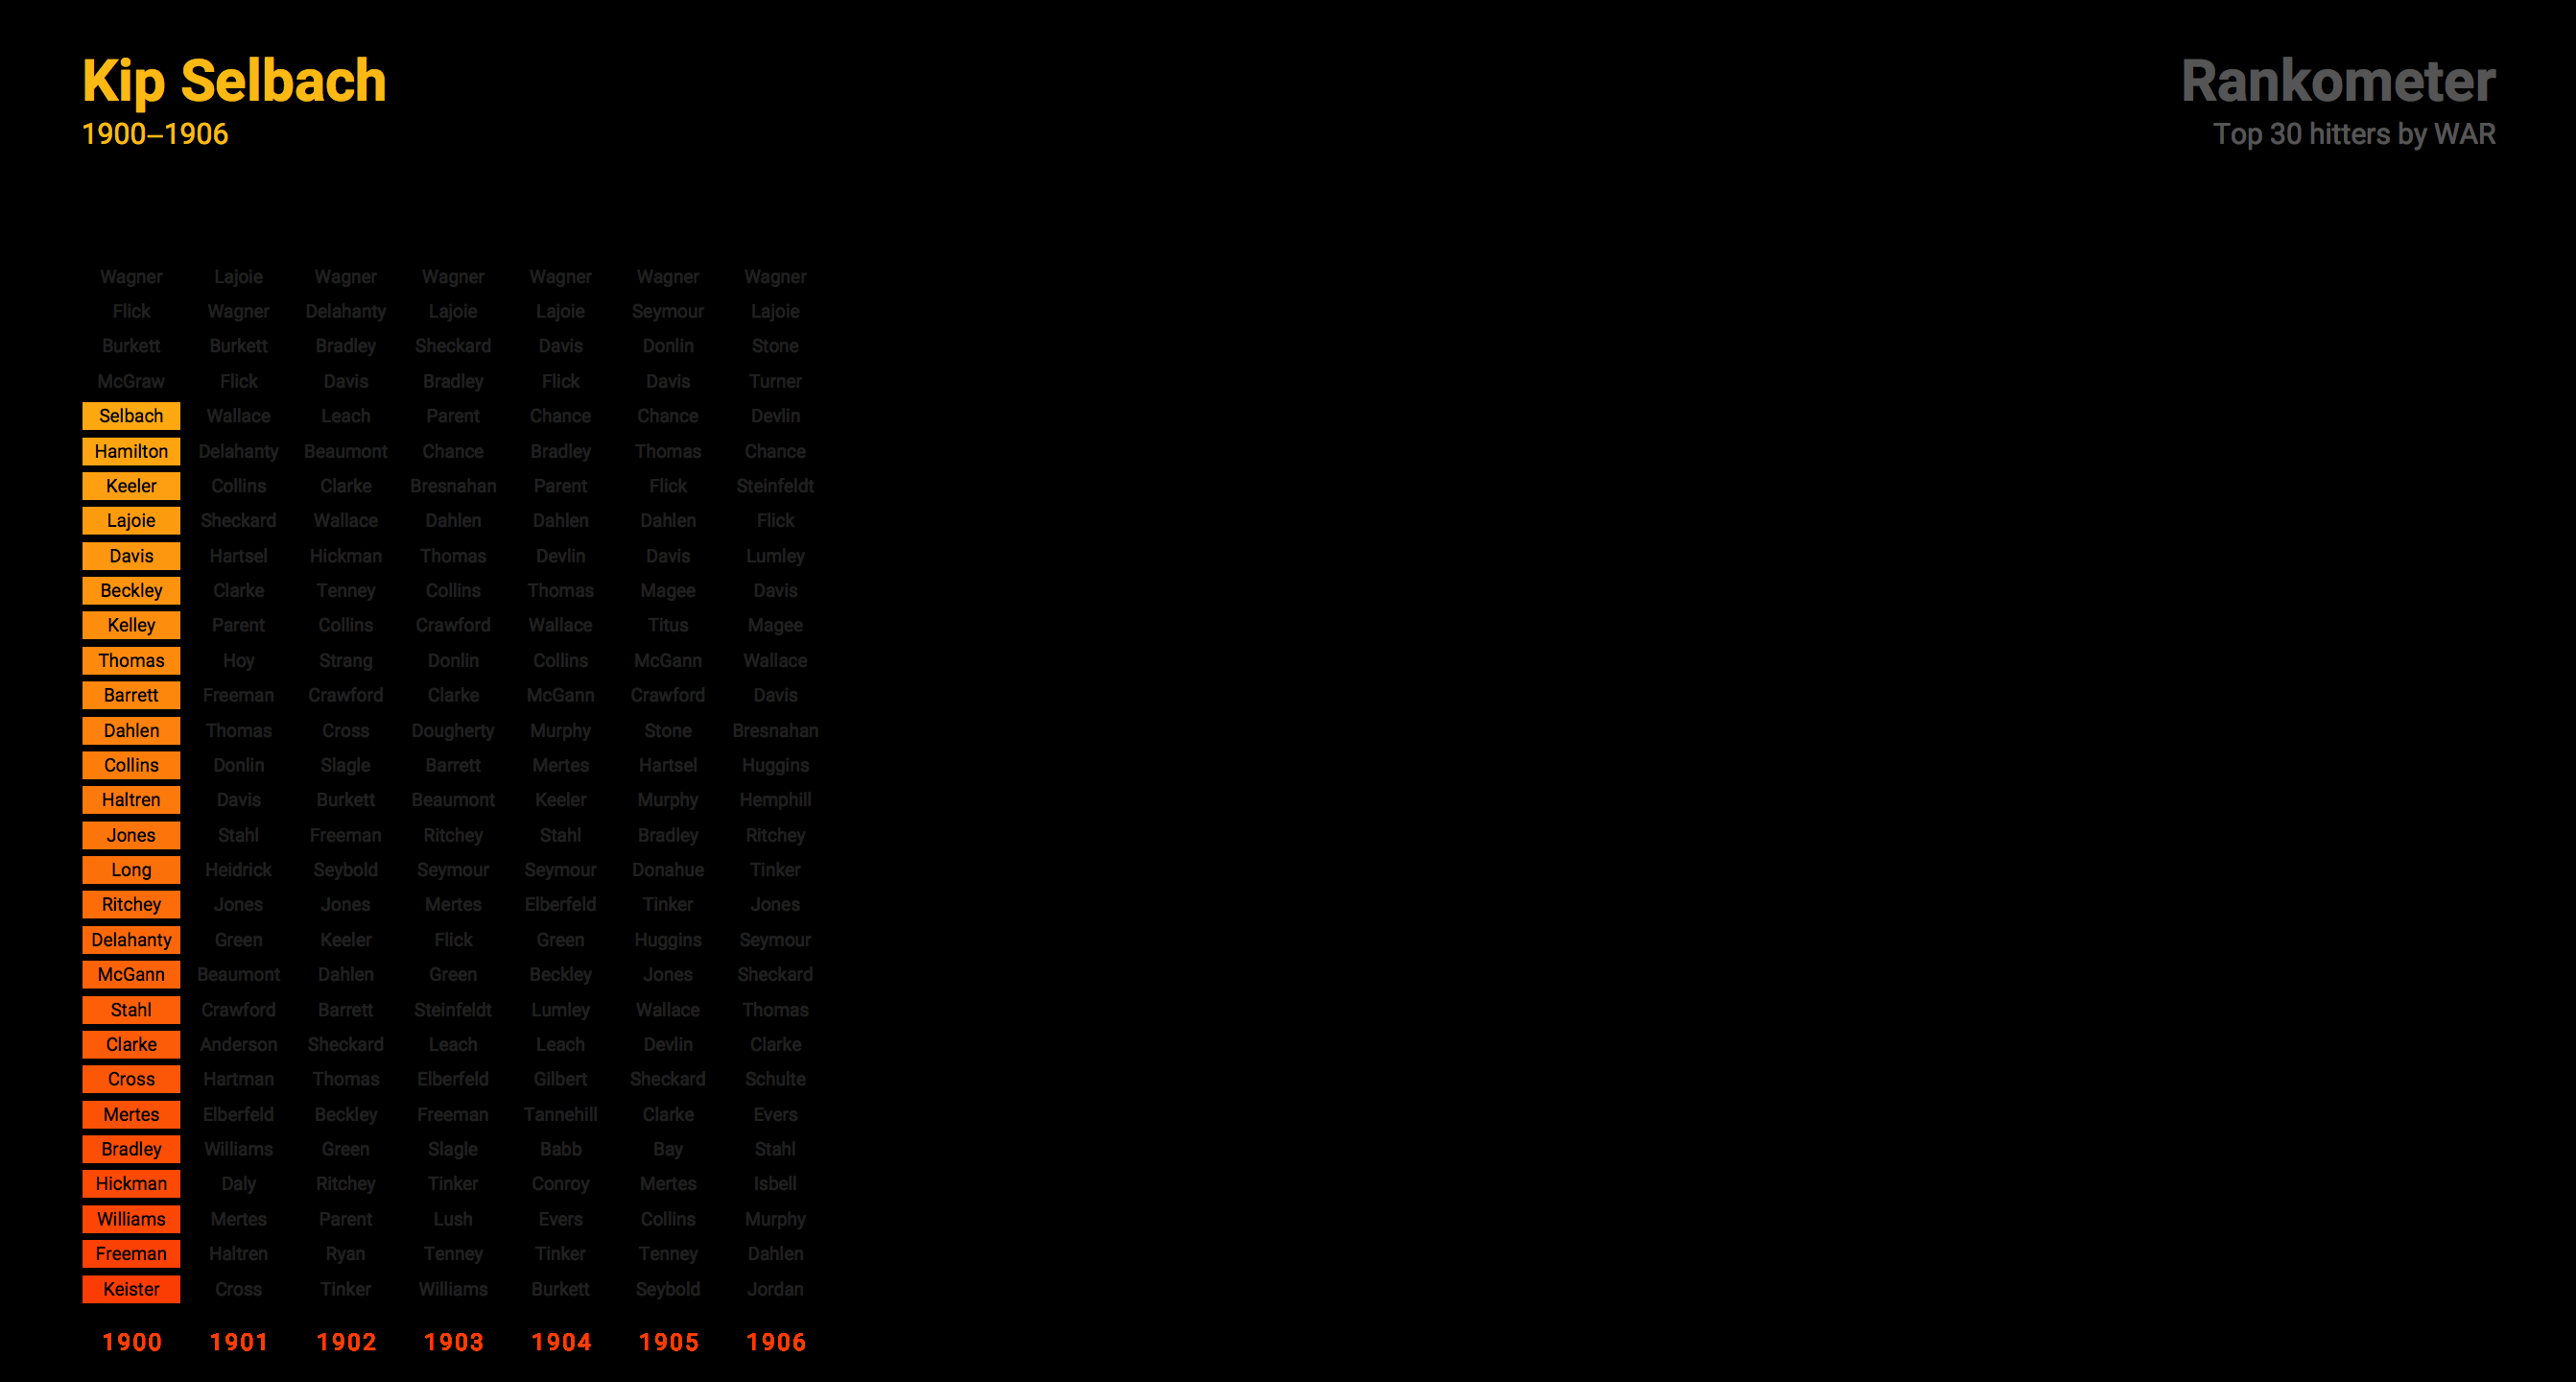 Kip Selbach
1900–1906
Rankometer
Top 30 hitters by WAR
Wagner Lajoie Wagner Wagner Wagner Wagner Wagner
Flick Wagner Delahanty Lajoie Lajoie Seymour Lajoie
Burkett Burkett Bradley Sheckard Davis Donlin Stone
McGraw Flick Davis Bradley Flick Davis Turner
Selbach Wallace Leach Parent Chance Chance Devlin
Hamilton Delahanty Beaumont Chance Bradley Thomas Chance
Keeler Collins Clarke Bresnahan Parent Flick Steinfeldt
Lajoie Sheckard Wallace Dahlen Dahlen Dahlen Flick
Davis Hartsel Hickman Thomas Devlin Davis Lumley
Beckley Clarke Tenney Collins Thomas Magee Davis
Kelley Parent Collins Crawford Wallace Titus Magee
Thomas Hoy Strang Donlin Collins McGann Wallace
Barrett Freeman Crawford Clarke McGann Crawford Davis
Dahlen Thomas Cross Dougherty Murphy Stone Bresnahan
Collins Donlin Slagle Barrett Mertes Hartsel Huggins
Haltren Davis Burkett Beaumont Keeler Murphy Hemphill
Jones Stahl Freeman Ritchey Stahl Bradley Ritchey
Long Heidrick Seybold Seymour Seymour Donahue Tinker
Ritchey Jones Jones Mertes Elberfeld Tinker Jones
Delahanty Green Keeler Flick Green Huggins Seymour
McGann Beaumont Dahlen Green Beckley Jones Sheckard
Stahl Crawford Barrett Steinfeldt Lumley Wallace Thomas
Clarke Anderson Sheckard Leach Leach Devlin Clarke
Cross Hartman Thomas Elberfeld Gilbert Sheckard Schulte
Mertes Elberfeld Beckley Freeman Tannehill Clarke Evers
Bradley Williams Green Slagle Babb Bay Stahl
Hickman Daly Ritchey Tinker Conroy Mertes Isbell
Williams Mertes Parent Lush Evers Collins Murphy
Freeman Haltren Ryan Tenney Tinker Tenney Dahlen
Keister Cross Tinker Williams Burkett Seybold Jordan
1900 1901 1902 1903 1904 1905 1906